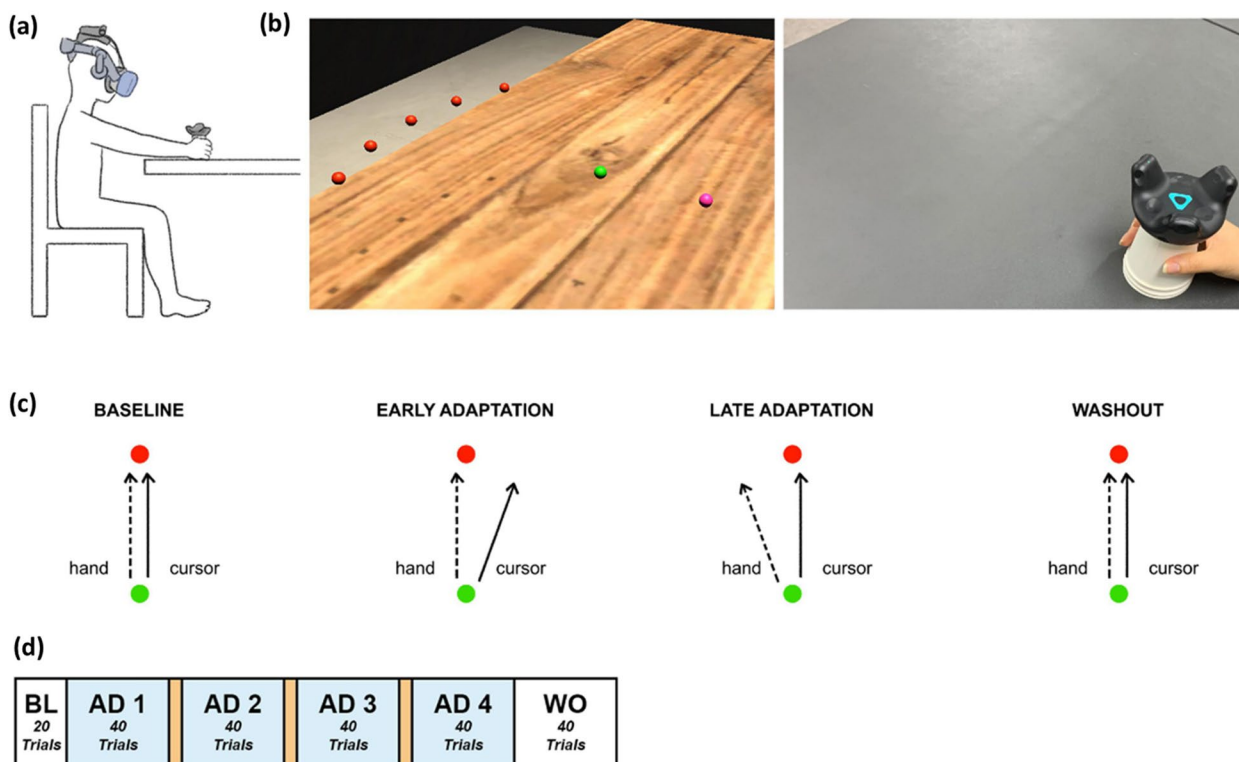 (a)
(b)
(c)
BASELINE
EARLY ADAPTATION
LATE ADAPTATION
WASHOUT
hand cursor
hand cursor
hand cursor
hand cursor
(d)
BL
20
Trials
AD 1
40
Trials
AD 2
40
Trials
AD 3
40
Trials
AD 4
40
Trials
WO
40
Trials